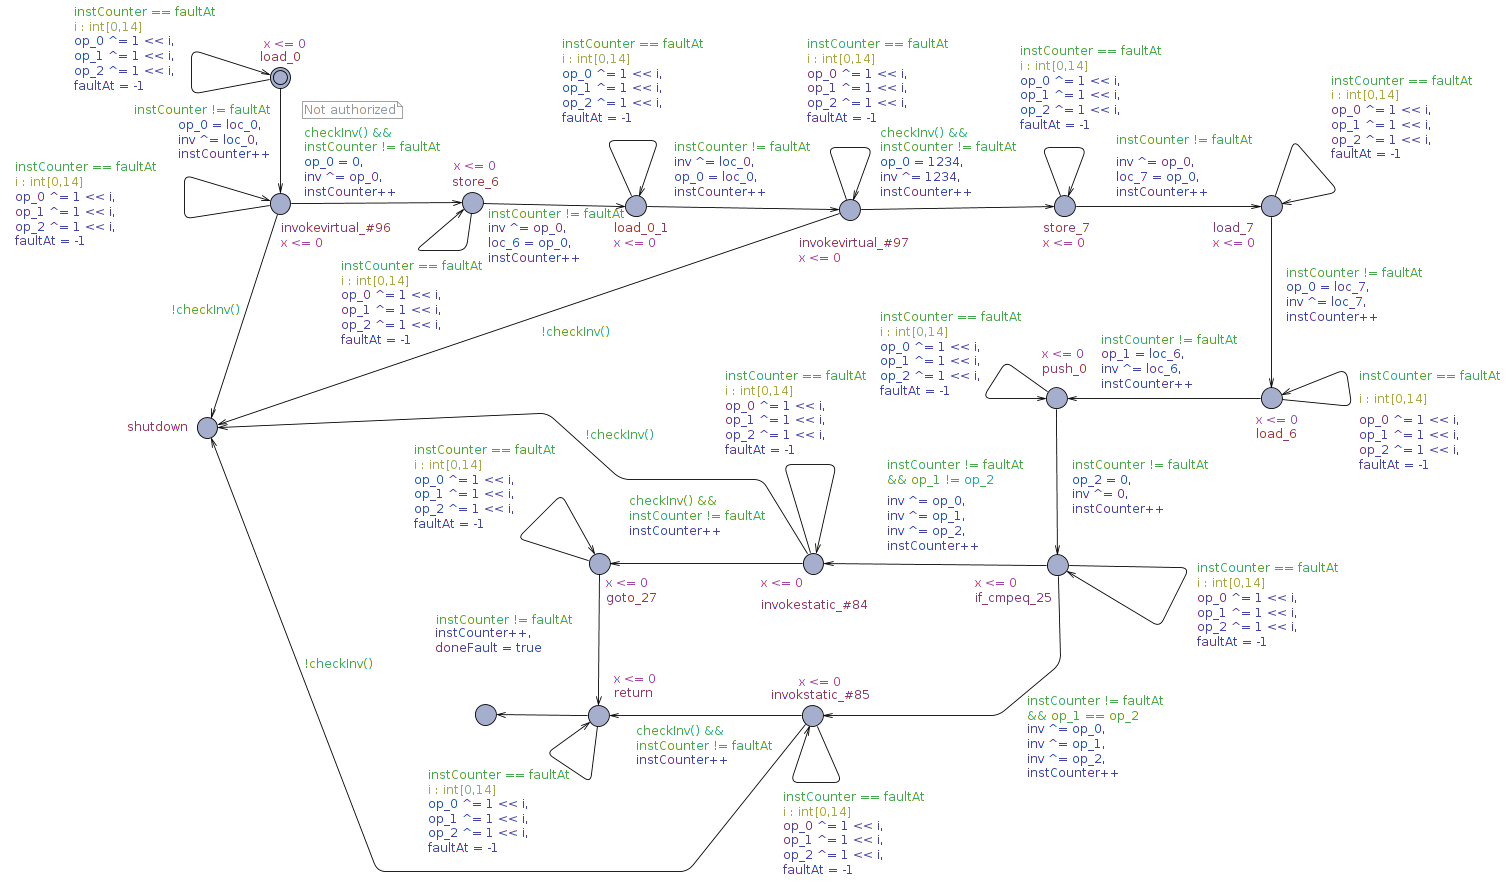 instCounter == faultAt
i : int[0,14]
op_0 ^= 1 << i,
op_1 ^= 1 << i,
op_2 ^= 1 << i,
faultAt = -1
x <= 0
load_0
instCounter != faultAt
op_0 = loc_0,
inv ^= loc_0,
instCounter++
Not authorized
checkInv() &&
instCounter != faultAt
op_0 = 0,
inv ^= op_0,
instCounter++
instCounter == faultAt
i : int[0,14]
op_0 ^= 1 << i,
op_1 ^= 1 << i,
op_2 ^= 1 << i,
faultAt = -1
invokevirtual_#96
x <= 0
x <= 0
store_6
instCounter == faultAt
i : int[0,14]
op_0 ^= 1 << i,
op_1 ^= 1 << i,
op_2 ^= 1 << i,
faultAt = -1
instCounter != faultAt
inv ^= op_0,
loc_6 = op_0,
instCounter++
instCounter == faultAt
i : int[0,14]
op_0 ^= 1 << i,
op_1 ^= 1 << i,
op_2 ^= 1 << i,
faultAt = -1
load_0_1
x <= 0
instCounter != faultAt
inv ^= loc_0,
op_0 = loc_0,
instCounter++
instCounter == faultAt
i : int[0,14]
op_0 ^= 1 << i,
op_1 ^= 1 << i,
op_2 ^= 1 << i,
faultAt = -1
invokevirtual_#97
x <= 0
checkInv() &&
instCounter != faultAt
op_0 = 1234,
inv ^= 1234,
instCounter++
instCounter == faultAt
i : int[0,14]
op_0 ^= 1 << i,
op_1 ^= 1 << i,
op_2 ^= 1 << i,
faultAt = -1
store_7
x <= 0
instCounter != faultAt
inv ^= op_0,
loc_7 = op_0,
instCounter++
instCounter == faultAt
i : int[0,14]
op_0 ^= 1 << i,
op_1 ^= 1 << i,
op_2 ^= 1 << i,
faultAt = -1
load_7
x <= 0
instCounter != faultAt
op_0 = loc_7,
inv ^= loc_7,
instCounter++
!checkInv()
!checkInv()
shutdown
instCounter == faultAt
i : int[0,14]
op_0 ^= 1 << i,
op_1 ^= 1 << i,
op_2 ^= 1 << i,
faultAt = -1
x <= 0
load_6
instCounter != faultAt
op_1 = loc_6,
inv ^= loc_6,
instCounter++
x <= 0
push_0
instCounter == faultAt
i : int[0,14]
op_0 ^= 1 << i,
op_1 ^= 1 << i,
op_2 ^= 1 << i,
faultAt = -1
instCounter != faultAt
op_2 = 0,
inv ^= 0,
instCounter++
instCounter == faultAt
i : int[0,14]
op_0 ^= 1 << i,
op_1 ^= 1 << i,
op_2 ^= 1 << i,
faultAt = -1
!checkInv()
instCounter != faultAt
&& op_1 != op_2
inv ^= op_0,
inv ^= op_1,
inv ^= op_2,
instCounter++
x <= 0
if_cmpeq_25
instCounter == faultAt
i : int[0,14]
op_0 ^= 1 << i,
op_1 ^= 1 << i,
op_2 ^= 1 << i,
faultAt = -1
x <= 0
invokestatic_#84
checkInv() &&
instCounter != faultAt
instCounter++
instCounter == faultAt
i : int[0,14]
op_0 ^= 1 << i,
op_1 ^= 1 << i,
op_2 ^= 1 << i,
faultAt = -1
x <= 0
goto_27
instCounter != faultAt
instCounter++,
doneFault = true
!checkInv()
x <= 0
return
x <= 0
invokstatic_#85
instCounter != faultAt
&& op_1 == op_2
inv ^= op_0,
inv ^= op_1,
inv ^= op_2,
instCounter++
checkInv() &&
instCounter != faultAt
instCounter++
instCounter == faultAt
i : int[0,14]
op_0 ^= 1 << i,
op_1 ^= 1 << i,
op_2 ^= 1 << i,
faultAt = -1
instCounter == faultAt
i : int[0,14]
op_0 ^= 1 << i,
op_1 ^= 1 << i,
op_2 ^= 1 << i,
faultAt = -1